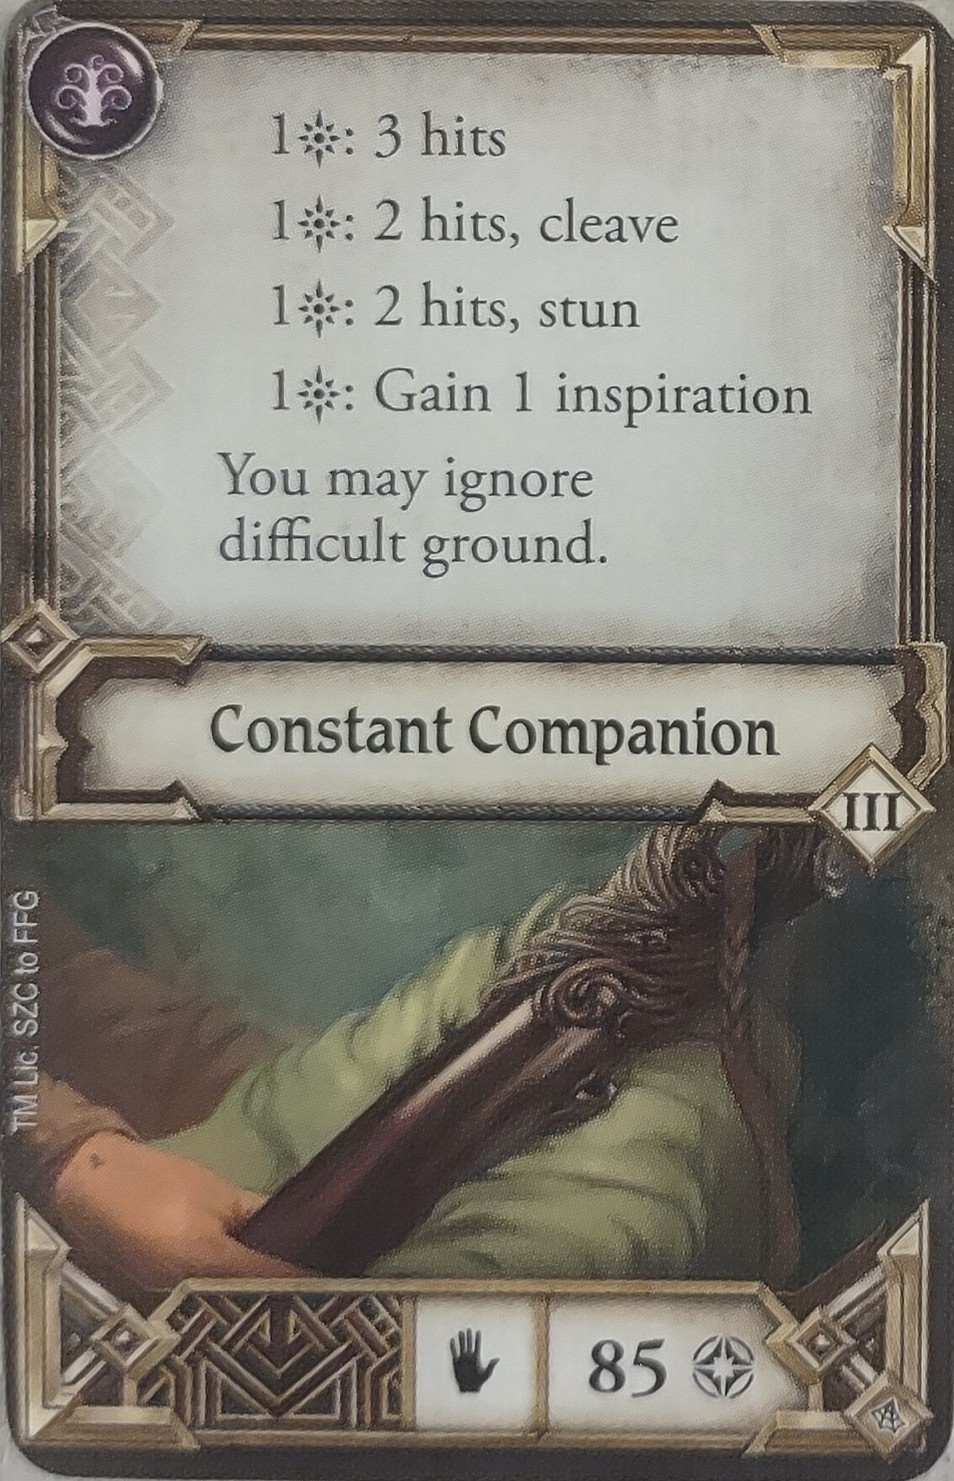 1☀: 3 hits
1☀: 2 hits, cleave
1☀: 2 hits, stun
1☀: Gain 1 inspiration
You may ignore
difficult ground.
Constant Companion
III
TM Lic. SZC to FFG
85